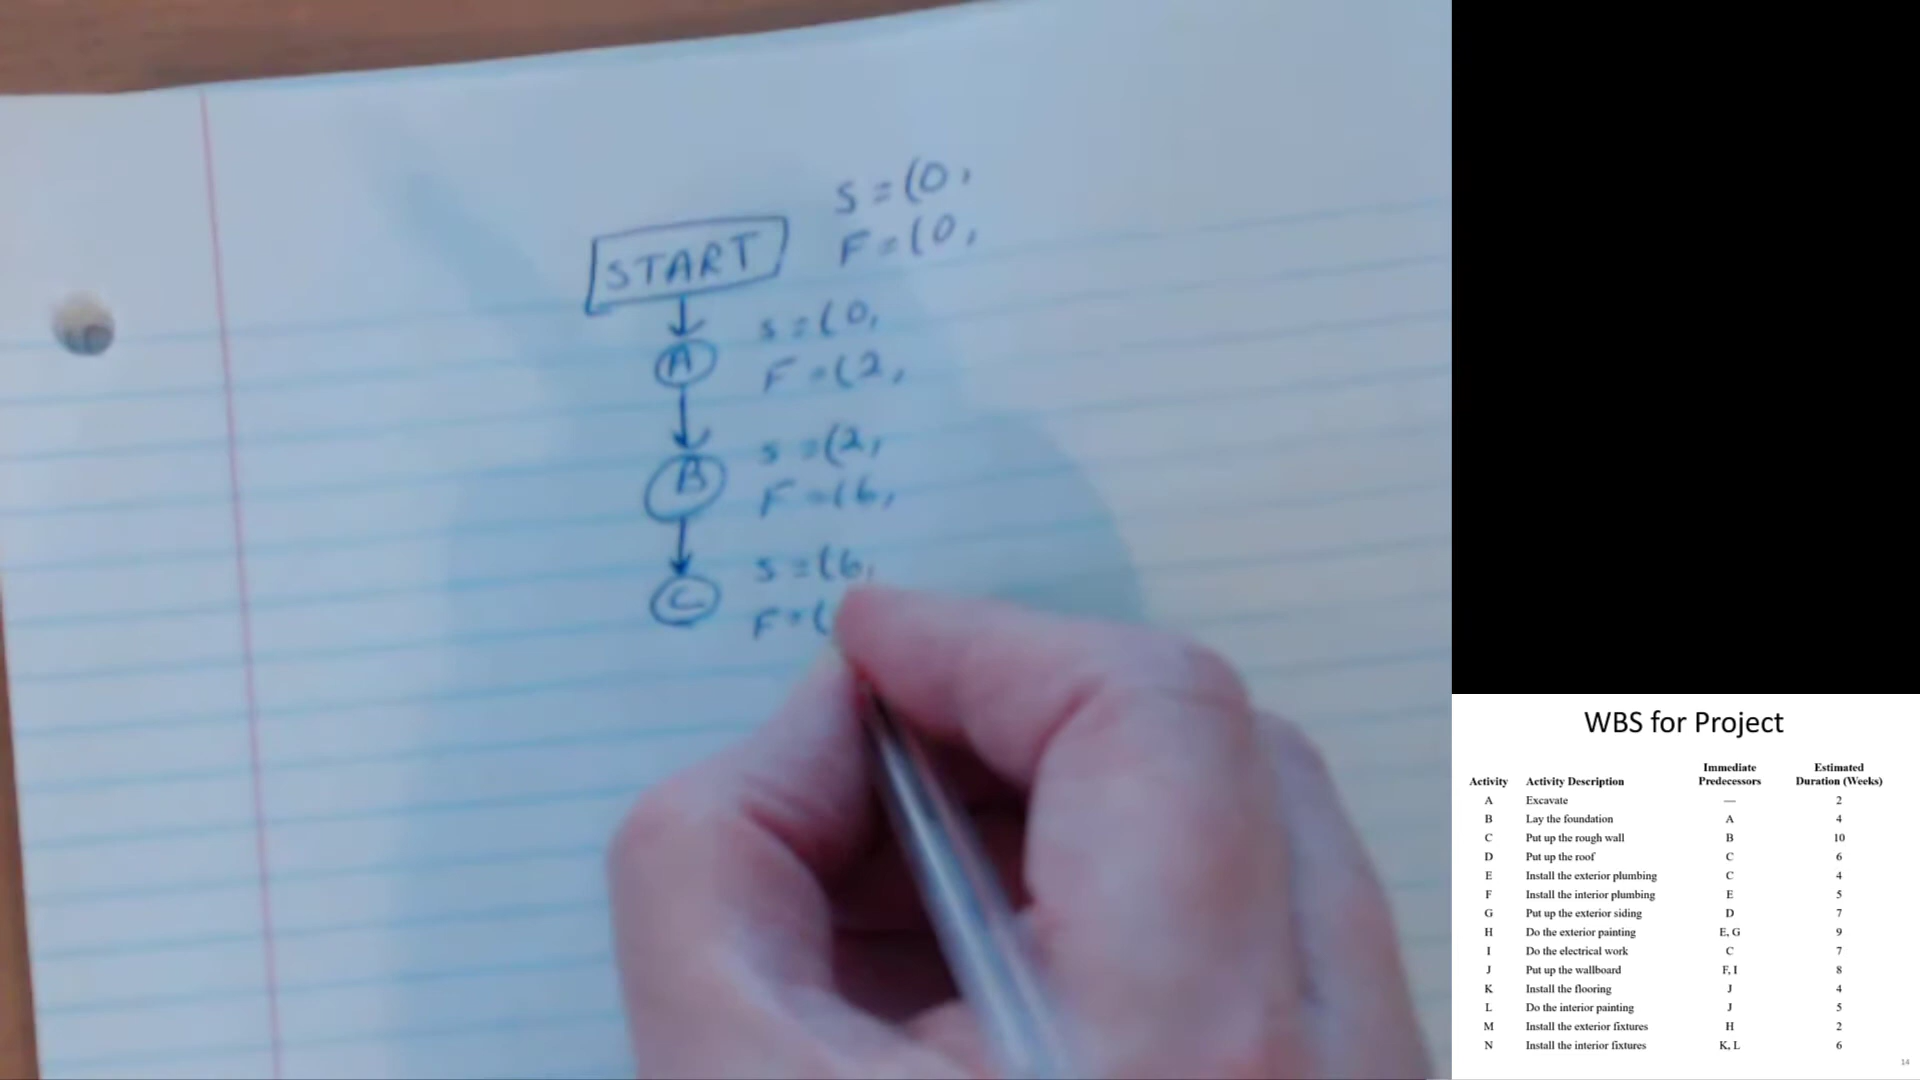 S = (0,
F = (0,
START
S = (0,
A
F = (2,
S = (2,
B
F = (6,
S = (6,
C
F = (
WBS for Project
Activity Activity Description Immediate Predecessors Estimated Duration (Weeks)
A Excavate — 2
B Lay the foundation A 4
C Put up the rough wall B 10
D Put up the roof C 6
E Install the exterior plumbing C 4
F Install the interior plumbing E 5
G Put up the exterior siding D 7
H Do the exterior painting E, G 9
I Do the electrical work C 7
J Put up the wallboard F, I 8
K Install the flooring J 4
L Do the interior painting J 5
M Install the exterior fixtures H 2
N Install the interior fixtures K, L 6
14